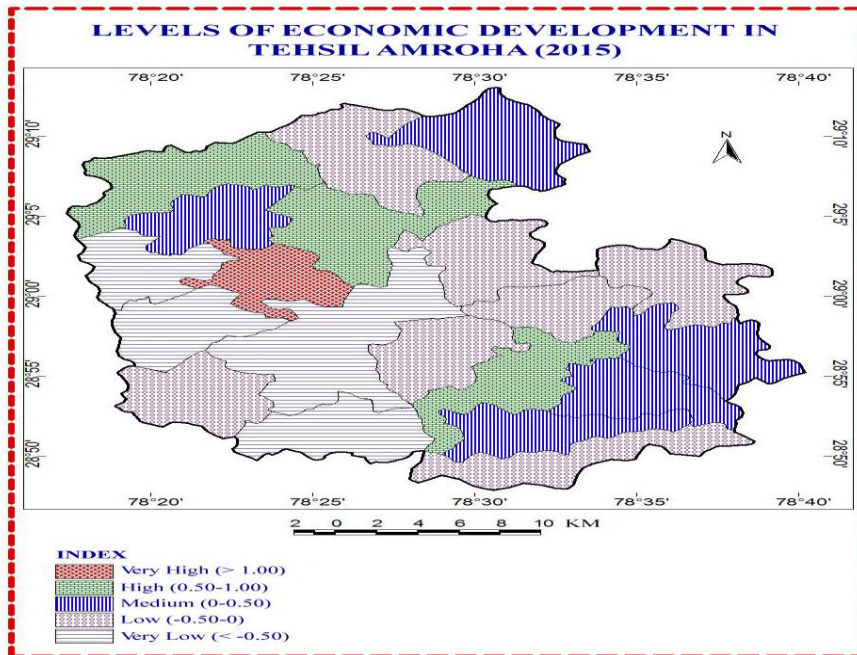 LEVELS OF ECONOMIC DEVELOPMENT IN
TEHSIL AMROHA (2015)
78°20' 78°25' 78°30' 78°35' 78°40'
29°10' 29°10'
N
29°5' 29°5'
29°00' 29°00'
28°55' 28°55'
28°50' 28°50'
78°20' 78°25' 78°30' 78°35' 78°40'
2 0 2 4 6 8 10 KM
INDEX
Very High (> 1.00)
High (0.50-1.00)
Medium (0-0.50)
Low (-0.50-0)
Very Low (< -0.50)